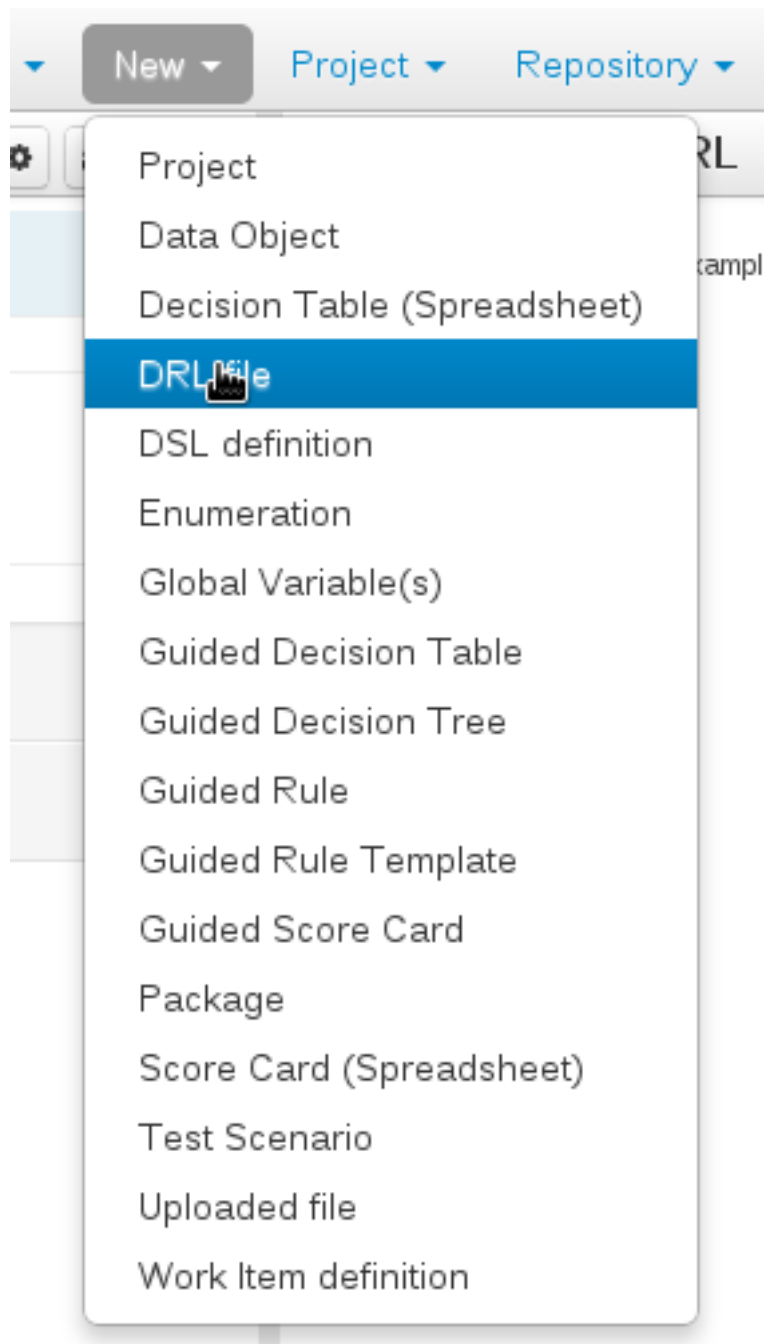 New Project Repository
RL
Project
Data Object
xampl
Decision Table (Spreadsheet)
DRL file
DSL definition
Enumeration
Global Variable(s)
Guided Decision Table
Guided Decision Tree
Guided Rule
Guided Rule Template
Guided Score Card
Package
Score Card (Spreadsheet)
Test Scenario
Uploaded file
Work Item definition